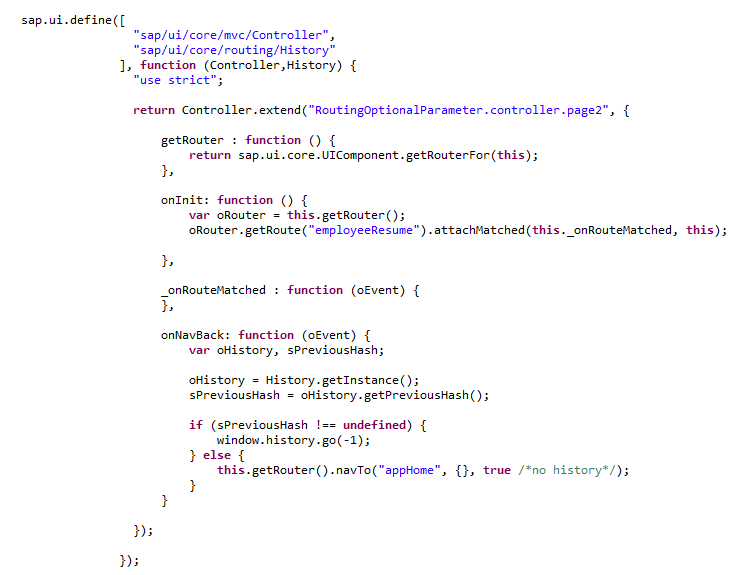 sap.ui.define([
"sap/ui/core/mvc/Controller",
"sap/ui/core/routing/History"
], function (Controller,History) {
"use strict";
return Controller.extend("RoutingOptionalParameter.controller.page2", {
getRouter : function () {
return sap.ui.core.UIComponent.getRouterFor(this);
},
onInit: function () {
var oRouter = this.getRouter();
oRouter.getRoute("employeeResume").attachMatched(this._onRouteMatched, this);
},
_onRouteMatched : function (oEvent) {
},
onNavBack: function (oEvent) {
var oHistory, sPreviousHash;
oHistory = History.getInstance();
sPreviousHash = oHistory.getPreviousHash();
if (sPreviousHash !== undefined) {
window.history.go(-1);
} else {
this.getRouter().navTo("appHome", {}, true /*no history*/);
}
}
});
});